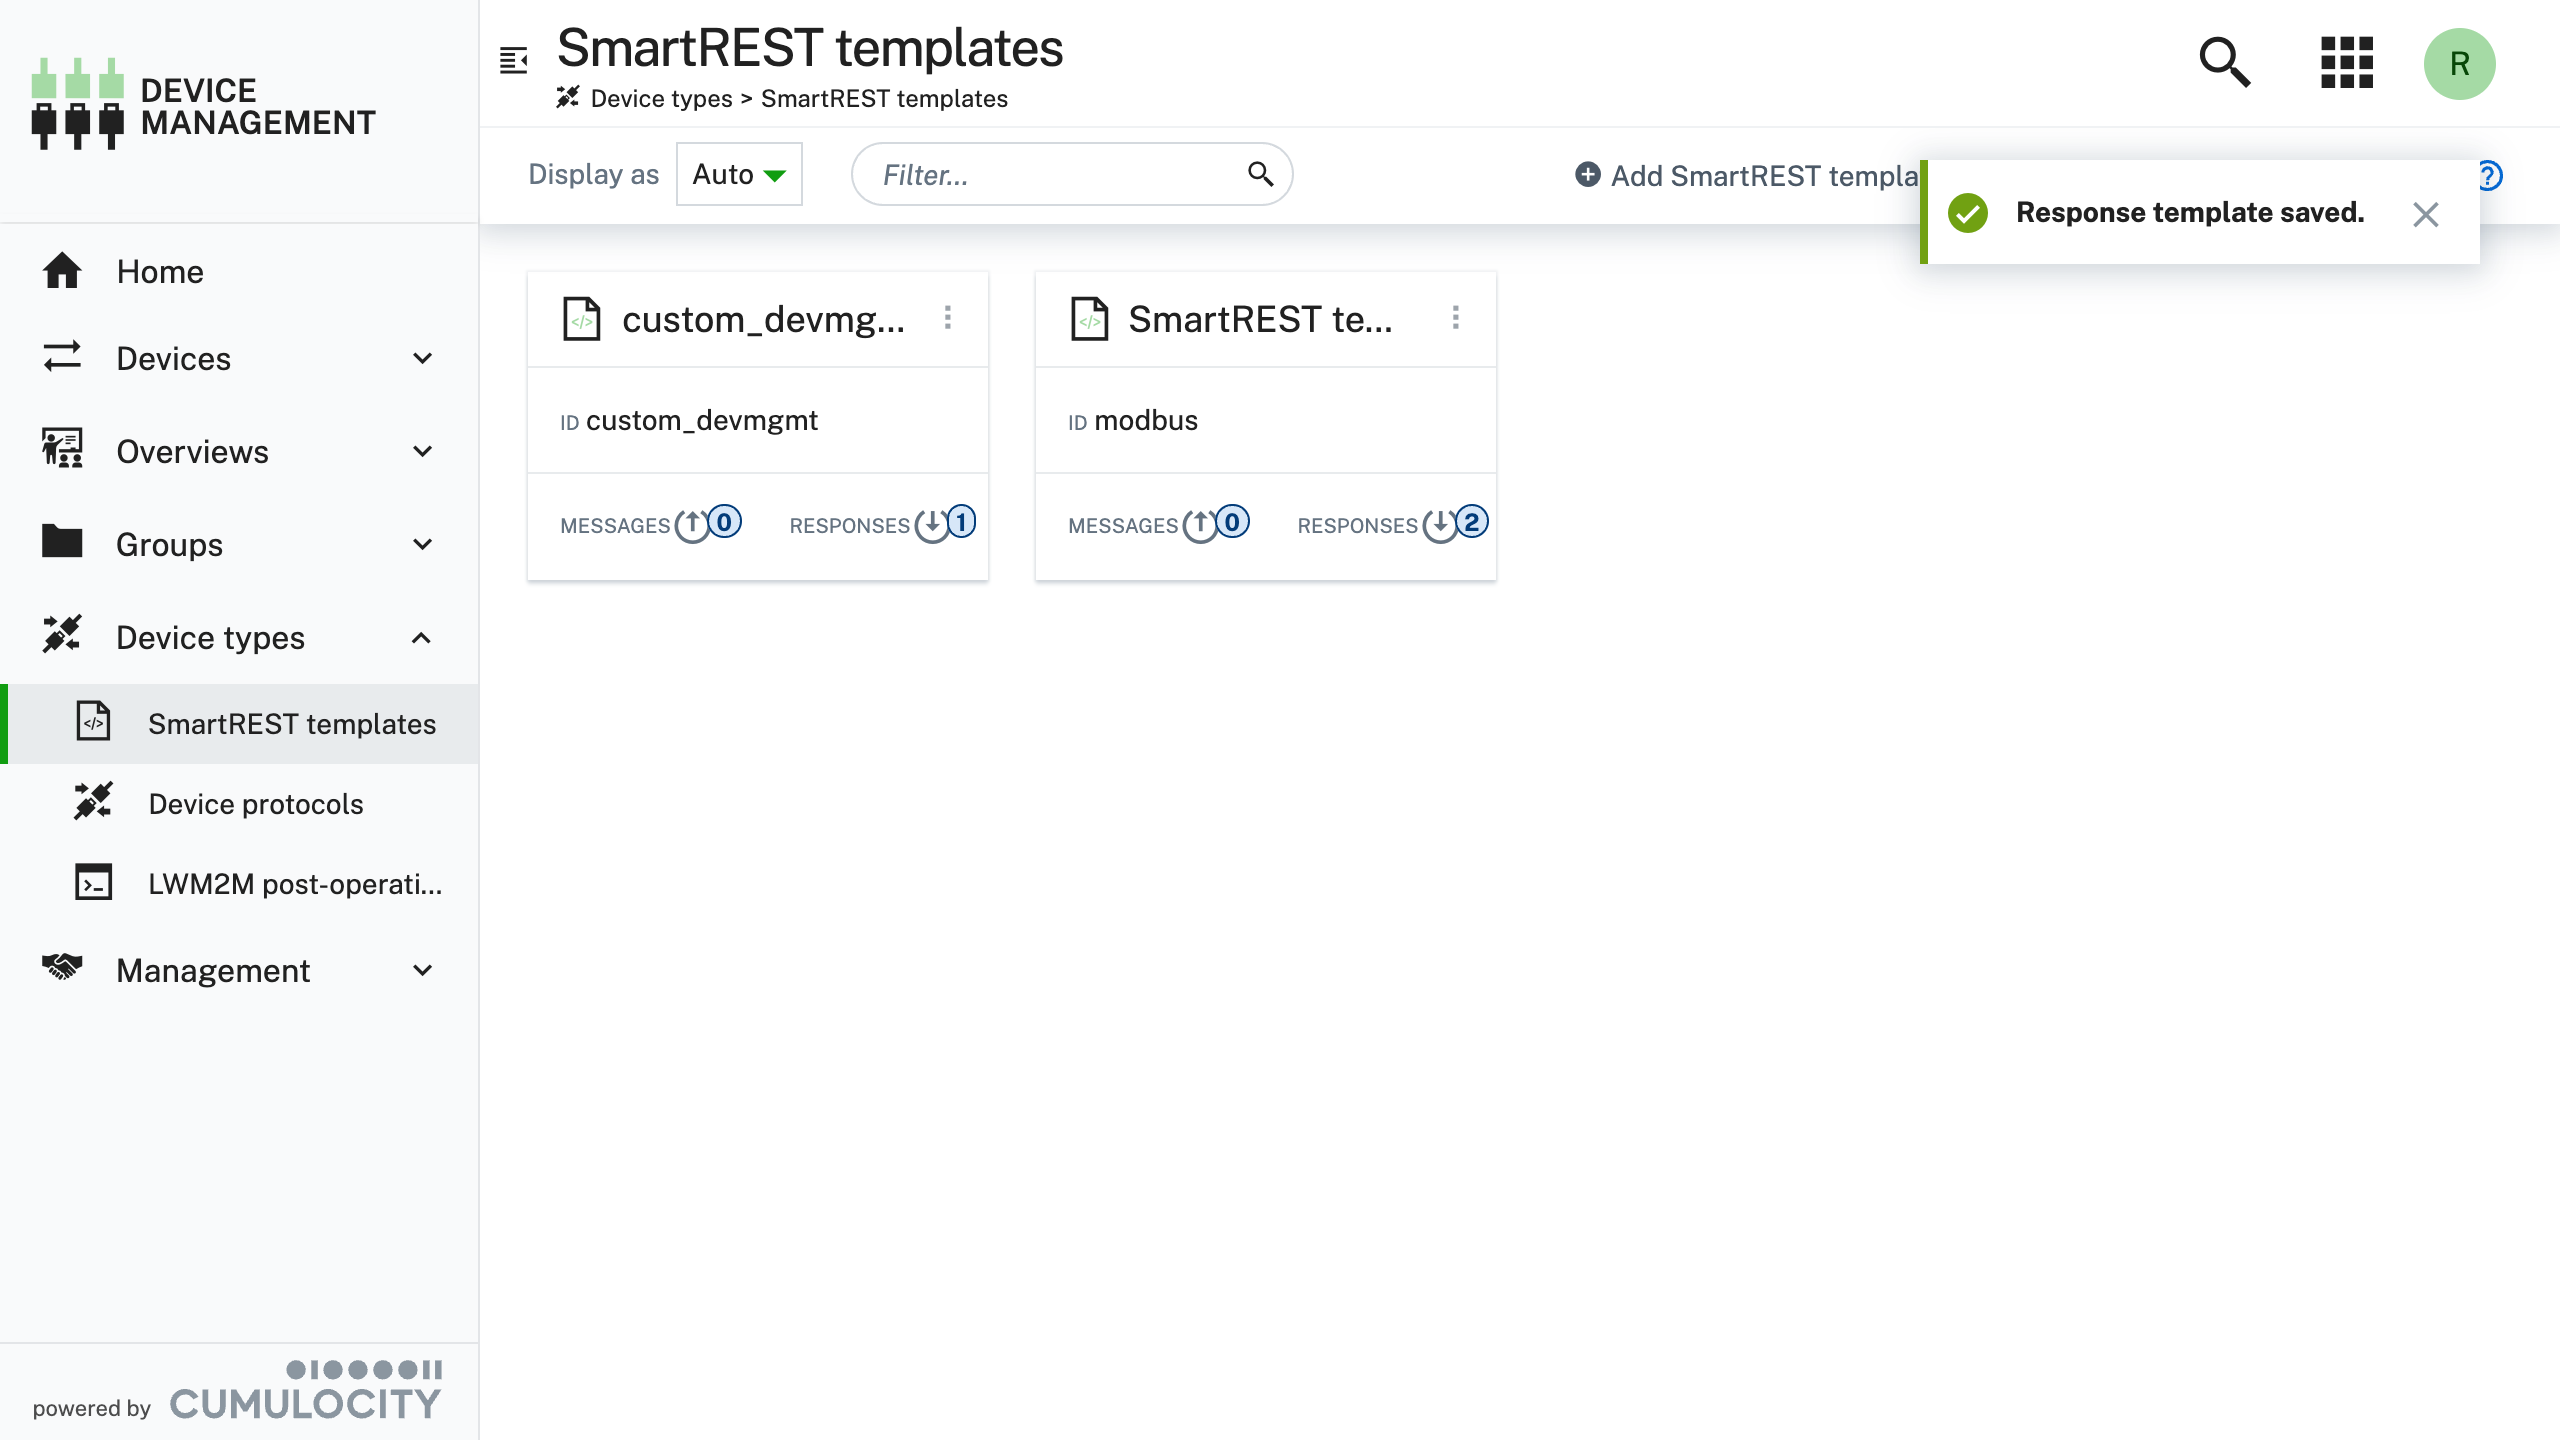 DEVICE
MANAGEMENT
SmartREST templates
Device types > SmartREST templates
R
Display as
Auto
Filter...
Add SmartREST templa
Response template saved.
Home
Devices
Overviews
Groups
Device types
SmartREST templates
Device protocols
LWM2M post-operati...
Management
custom_devmg...
ID custom_devmgmt
MESSAGES 0 RESPONSES 1
SmartREST te...
ID modbus
MESSAGES 0 RESPONSES 2
powered by CUMULOCITY